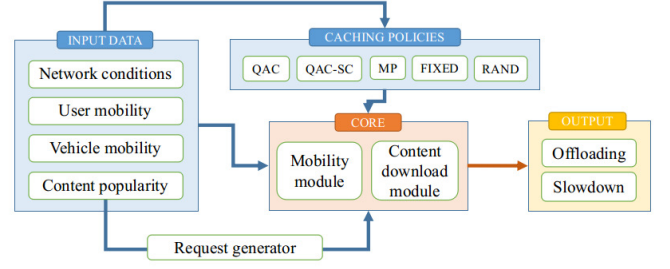 INPUT DATA
Network conditions
User mobility
Vehicle mobility
Content popularity
CACHING POLICIES
QAC QAC-SC MP FIXED RAND
CORE
Mobility
module
Content
download
module
OUTPUT
Offloading
Slowdown
Request generator